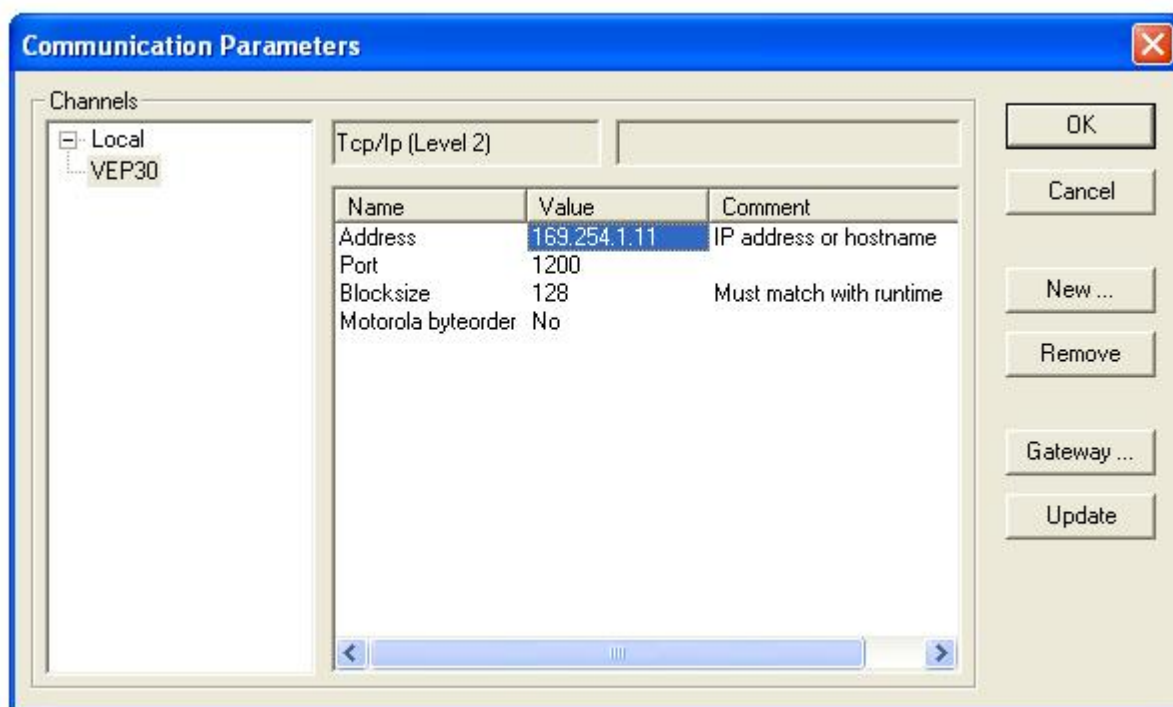 Communication Parameters
Channels
Local
VEP30
Tcp/Ip (Level 2)
Name Value Comment
Address 169.254.1.11 IP address or hostname
Port 1200
Blocksize 128 Must match with runtime
Motorola byteorder No
OK
Cancel
New ...
Remove
Gateway ...
Update